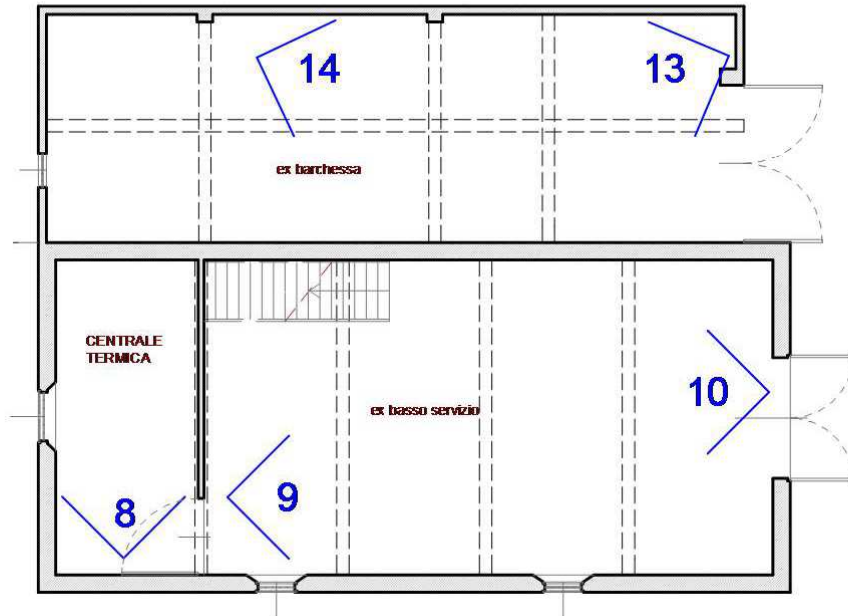 14
13
ex barchessa
CENTRALE
TERMICA
10
ex basso servizio
9
8